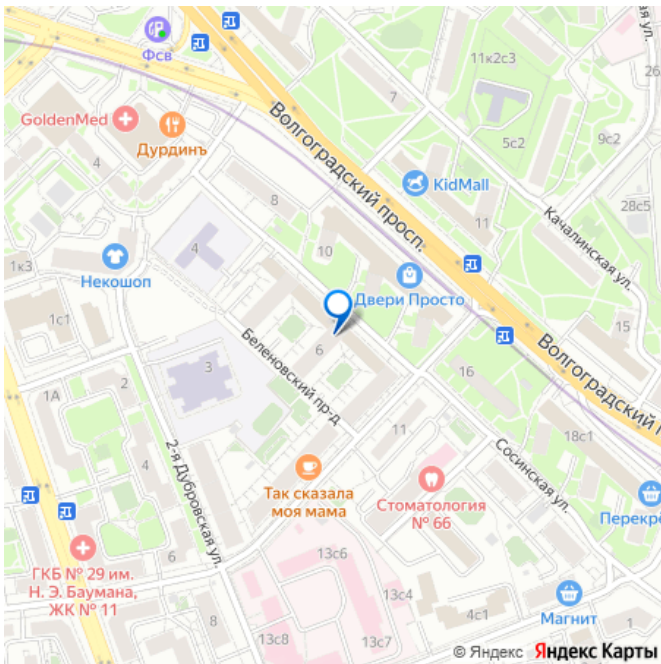 Фсв
11к2с3
26
7
GoldenMed
Дурдинъ
5с2
9с2
4
Волгоградский просп.
KidMall
28с5
8
11
Качалинская ул.
4
10
1к3
Некошоп
Двери Просто
15
1с1
6
Беленовский пр-д
3
16
1А
2
Волгоградский
11
18с1
2-я Дубровская ул.
4
Сосинская ул.
Так сказала
моя мама
Стоматология
№ 66
Перекре
6
13с6
ГКБ № 29 им.
Н. Э. Баумана,
ЖК № 11
13с4
8
4с1
Магнит
1
13с8
13с7
© Яндекс Яндекс Карты